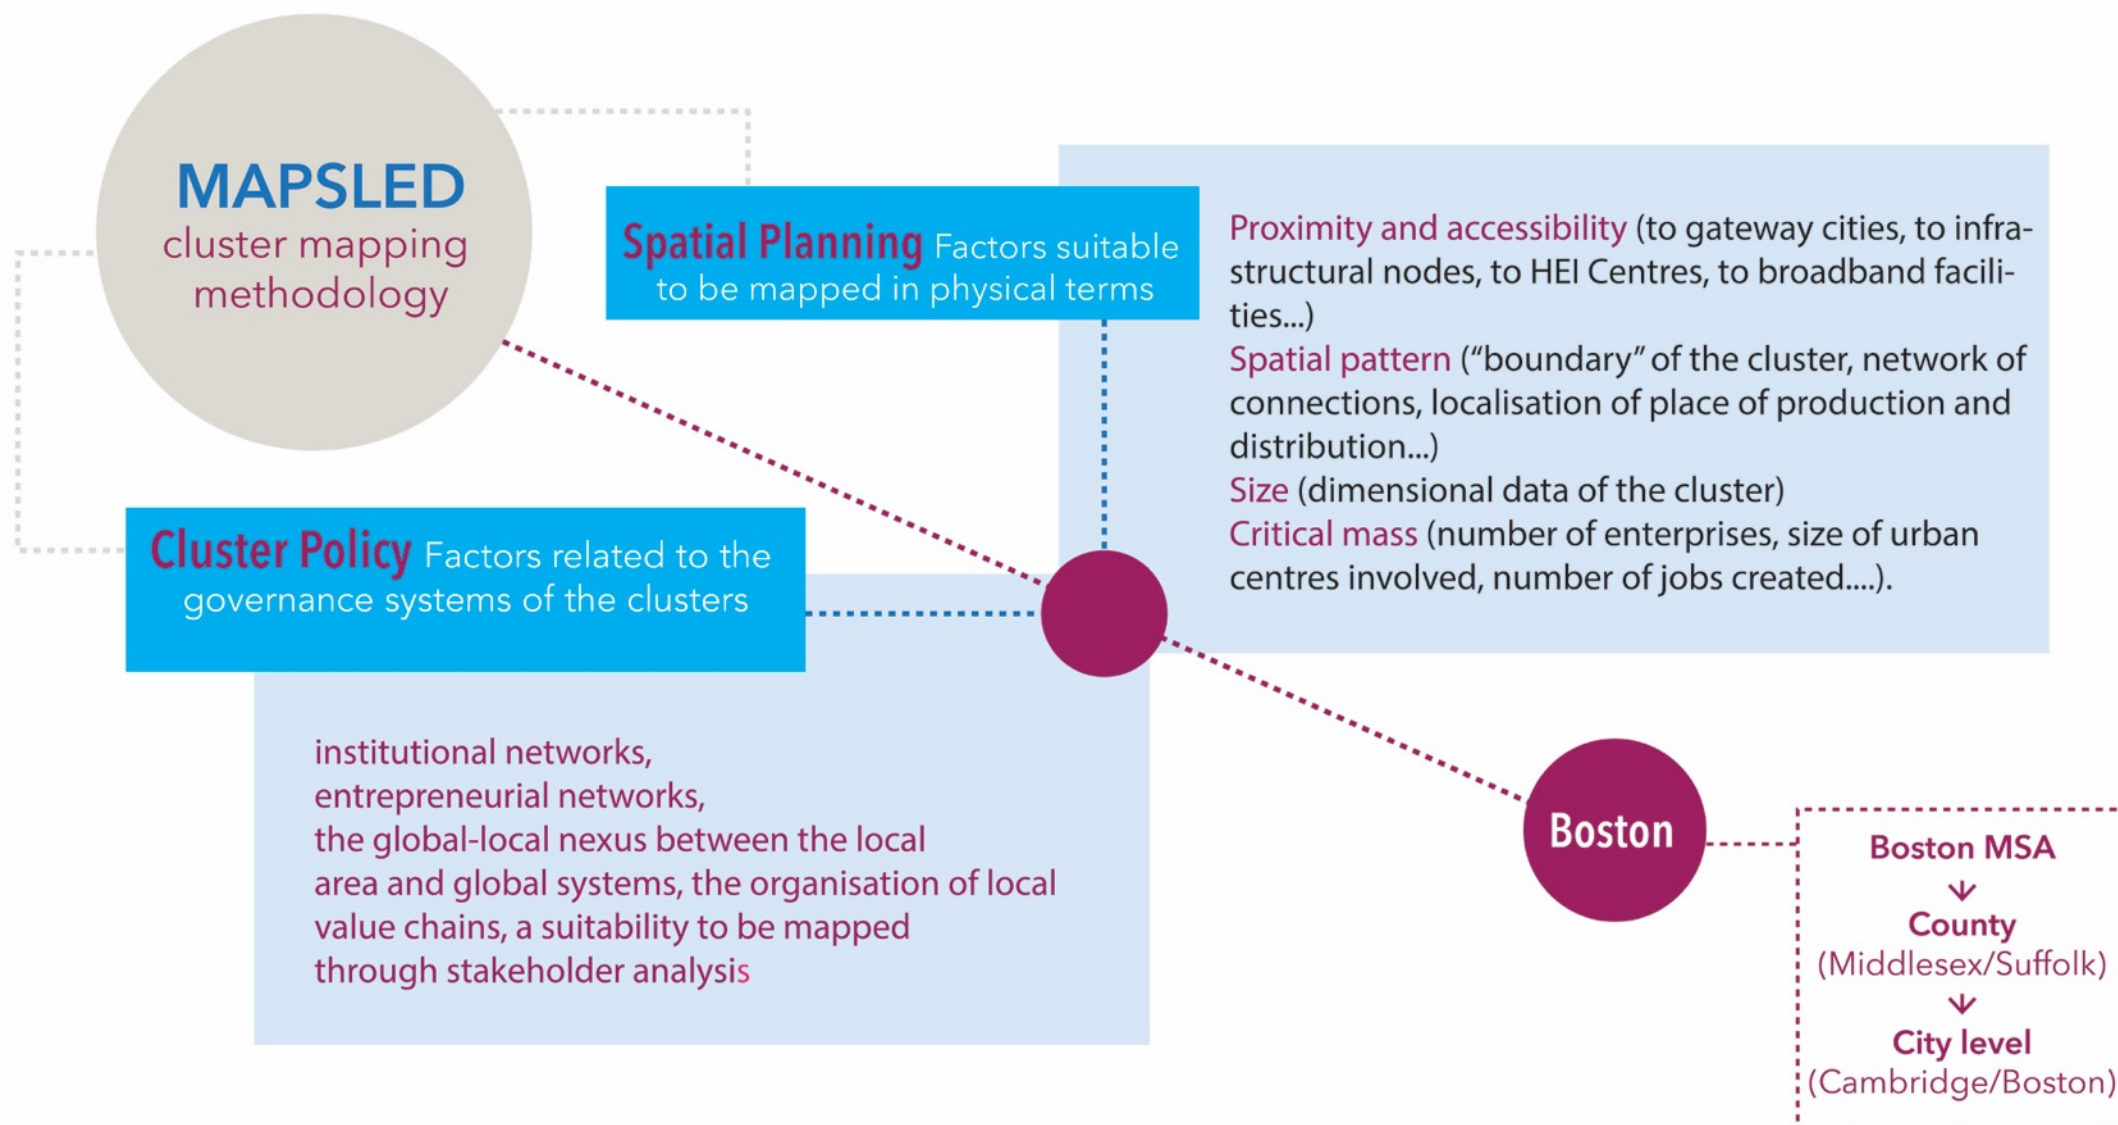 MAPSLED
cluster mapping
methodology
Spatial Planning Factors suitable
to be mapped in physical terms
Proximity and accessibility (to gateway cities, to infra-
structural nodes, to HEI Centres, to broadband facili-
ties...)
Spatial pattern (“boundary” of the cluster, network of
connections, localisation of place of production and
distribution...)
Size (dimensional data of the cluster)
Critical mass (number of enterprises, size of urban
centres involved, number of jobs created....).
Cluster Policy Factors related to the
governance systems of the clusters
institutional networks,
entrepreneurial networks,
the global-local nexus between the local
area and global systems, the organisation of local
value chains, a suitability to be mapped
through stakeholder analysis
Boston
Boston MSA
County
(Middlesex/Suffolk)
City level
(Cambridge/Boston)